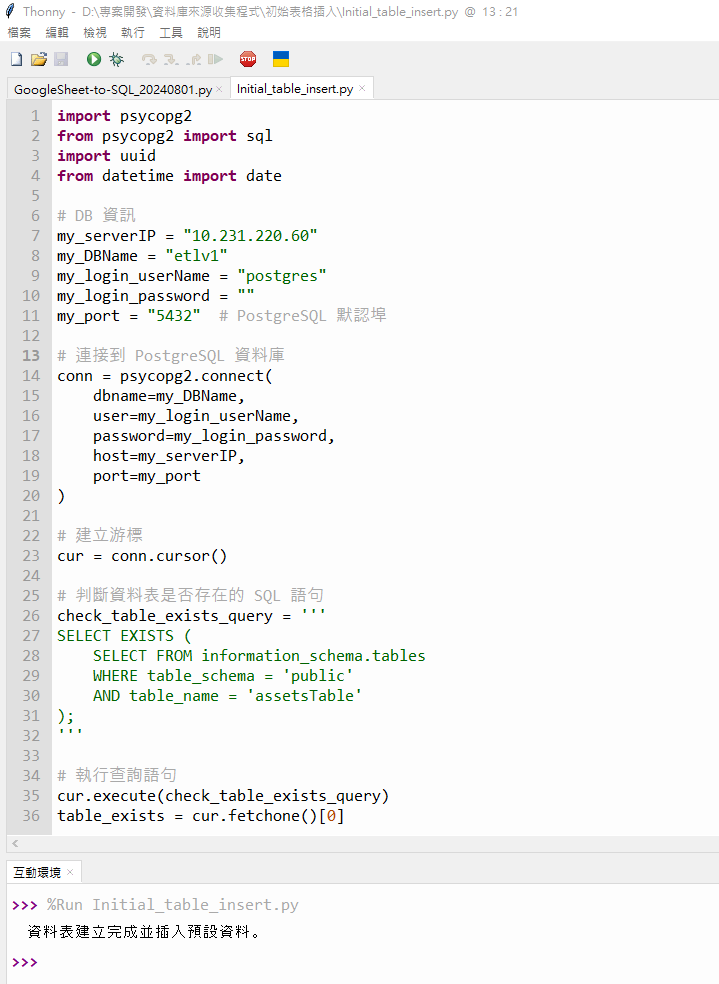 Thonny - D:\專案開發\資料庫來源收集程式\初始表格插入\Initial_table_insert.py @ 13 : 21
檔案 編輯 檢視 執行 工具 說明
STOP
GoogleSheet-to-SQL_20240801.py × Initial_table_insert.py ×
1 import psycopg2
2 from psycopg2 import sql
3 import uuid
4 from datetime import date
5
6 # DB 資訊
7 my_serverIP = "10.231.220.60"
8 my_DBName = "etlv1"
9 my_login_userName = "postgres"
10 my_login_password = ""
11 my_port = "5432"  # PostgreSQL 默認埠
12
13 # 連接到 PostgreSQL 資料庫
14 conn = psycopg2.connect(
15     dbname=my_DBName,
16     user=my_login_userName,
17     password=my_login_password,
18     host=my_serverIP,
19     port=my_port
20 )
21
22 # 建立游標
23 cur = conn.cursor()
24
25 # 判斷資料表是否存在的 SQL 語句
26 check_table_exists_query = '''
27 SELECT EXISTS (
28     SELECT FROM information_schema.tables
29     WHERE table_schema = 'public'
30     AND table_name = 'assetsTable'
31 );
32 '''
33
34 # 執行查詢語句
35 cur.execute(check_table_exists_query)
36 table_exists = cur.fetchone()[0]
互動環境 ×
>>> %Run Initial_table_insert.py
資料表建立完成並插入預設資料。
>>>